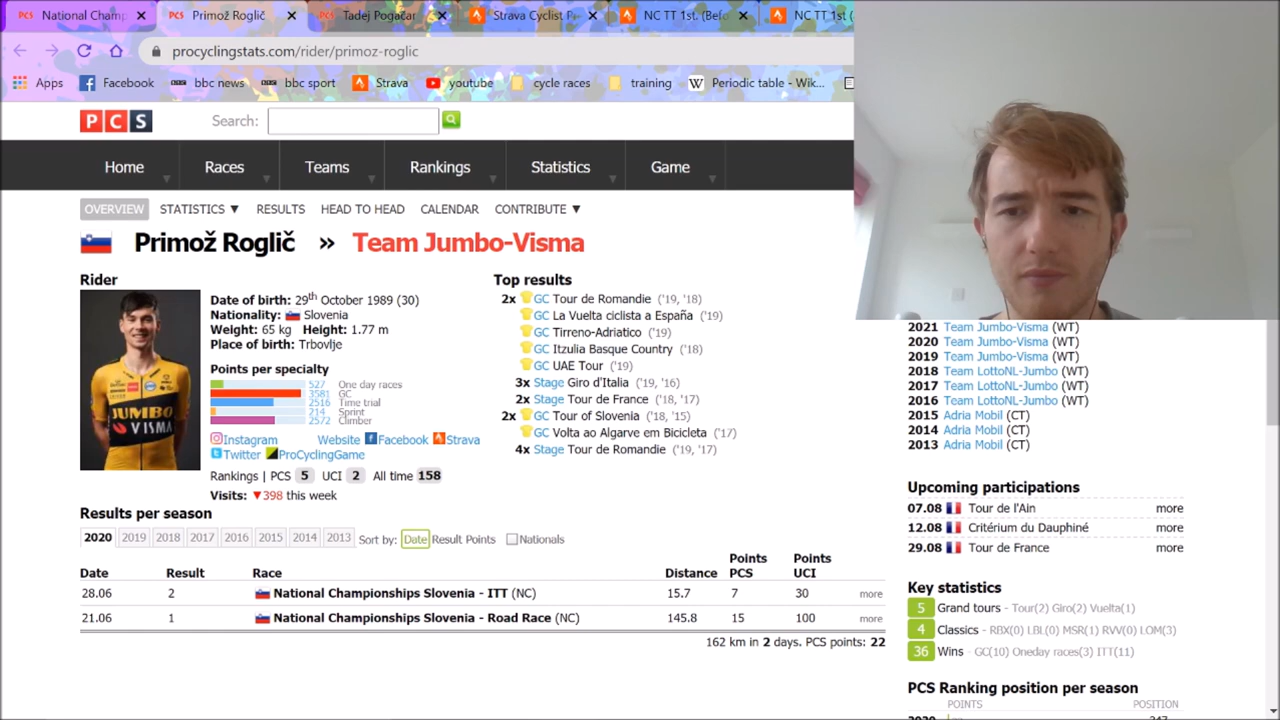 National Champ
Primož Roglič
Tadej Pogačar
Strava Cyclist P
NC TT 1st. (Befo
NC TT 1st (
procyclingstats.com/rider/primoz-roglic
Apps
Facebook
bbc news
bbc sport
Strava
youtube
cycle races
training
Periodic table - Wik...
PCS
Search:
Home
Races
Teams
Rankings
Statistics
Game
OVERVIEW
STATISTICS ▼
RESULTS
HEAD TO HEAD
CALENDAR
CONTRIBUTE ▼
Primož Roglič » Team Jumbo-Visma
Rider
Date of birth: 29th October 1989 (30)
Nationality: Slovenia
Weight: 65 kg Height: 1.77 m
Place of birth: Trbovlje
Points per specialty
527 One day races
3581 GC
2516 Time trial
214 Sprint
2572 Climber
Instagram Website Facebook Strava
Twitter ProCyclingGame
Rankings | PCS 5 UCI 2 All time 158
Visits: ▼398 this week
JUMBO
VISMA
Top results
2x GC Tour de Romandie ('19, '18)
GC La Vuelta ciclista a España ('19)
GC Tirreno-Adriatico ('19)
GC Itzulia Basque Country ('18)
GC UAE Tour ('19)
3x Stage Giro d'Italia ('19, '16)
2x Stage Tour de France ('18, '17)
2x GC Tour of Slovenia ('18, '15)
GC Volta ao Algarve em Bicicleta ('17)
4x Stage Tour de Romandie ('19, '17)
Results per season
2020 2019 2018 2017 2016 2015 2014 2013 Sort by: Date Result Points Nationals
Date Result Race Distance Points PCS Points UCI
28.06 2 National Championships Slovenia - ITT (NC) 15.7 7 30 more
21.06 1 National Championships Slovenia - Road Race (NC) 145.8 15 100 more
162 km in 2 days. PCS points: 22
2021 Team Jumbo-Visma (WT)
2020 Team Jumbo-Visma (WT)
2019 Team Jumbo-Visma (WT)
2018 Team LottoNL-Jumbo (WT)
2017 Team LottoNL-Jumbo (WT)
2016 Team LottoNL-Jumbo (WT)
2015 Adria Mobil (CT)
2014 Adria Mobil (CT)
2013 Adria Mobil (CT)
Upcoming participations
07.08 Tour de l'Ain more
12.08 Critérium du Dauphiné more
29.08 Tour de France more
Key statistics
5 Grand tours - Tour(2) Giro(2) Vuelta(1)
4 Classics - RBX(0) LBL(0) MSR(1) RVV(0) LOM(3)
36 Wins - GC(10) Oneday races(3) ITT(11)
PCS Ranking position per season
POINTS POSITION